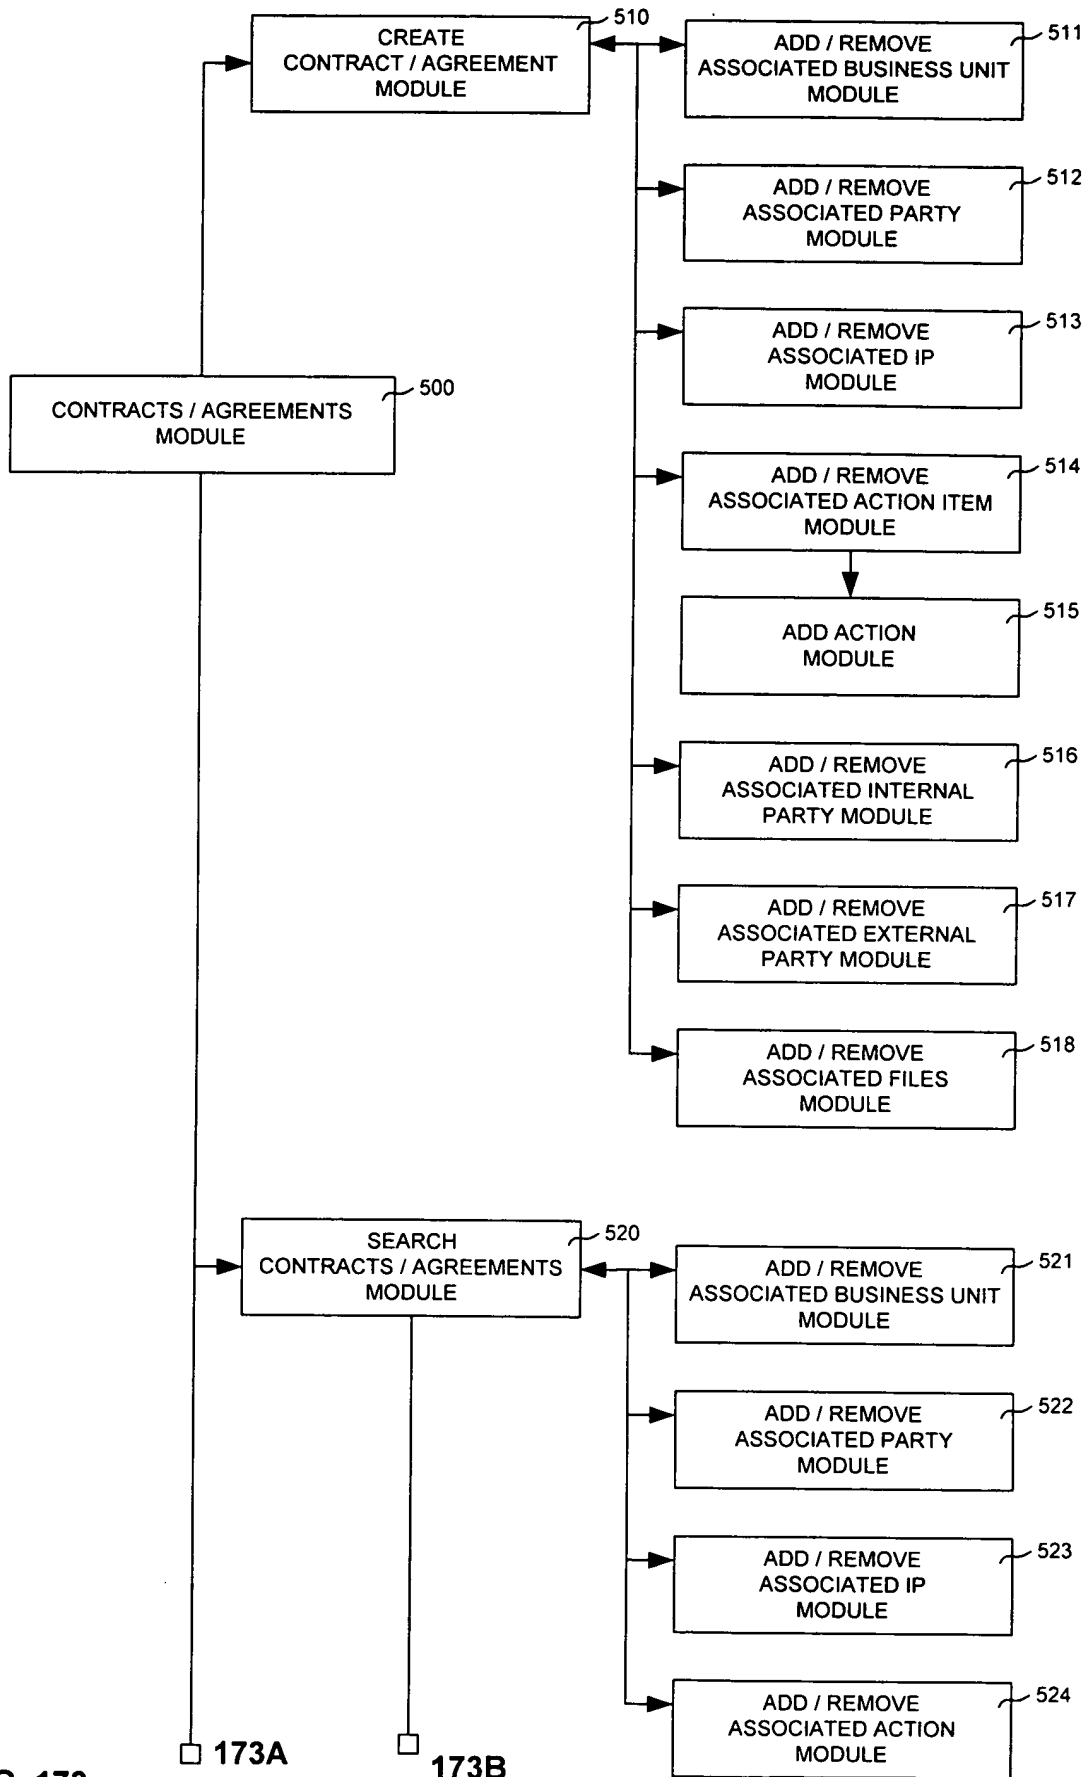 CREATE
CONTRACT / AGREEMENT
MODULE
510
ADD / REMOVE
ASSOCIATED BUSINESS UNIT
MODULE
511
ADD / REMOVE
ASSOCIATED PARTY
MODULE
512
ADD / REMOVE
ASSOCIATED IP
MODULE
513
CONTRACTS / AGREEMENTS
MODULE
500
ADD / REMOVE
ASSOCIATED ACTION ITEM
MODULE
514
ADD ACTION
MODULE
515
ADD / REMOVE
ASSOCIATED INTERNAL
PARTY MODULE
516
ADD / REMOVE
ASSOCIATED EXTERNAL
PARTY MODULE
517
ADD / REMOVE
ASSOCIATED FILES
MODULE
518
SEARCH
CONTRACTS / AGREEMENTS
MODULE
520
ADD / REMOVE
ASSOCIATED BUSINESS UNIT
MODULE
521
ADD / REMOVE
ASSOCIATED PARTY
MODULE
522
ADD / REMOVE
ASSOCIATED IP
MODULE
523
ADD / REMOVE
ASSOCIATED ACTION
MODULE
524
173A
173B